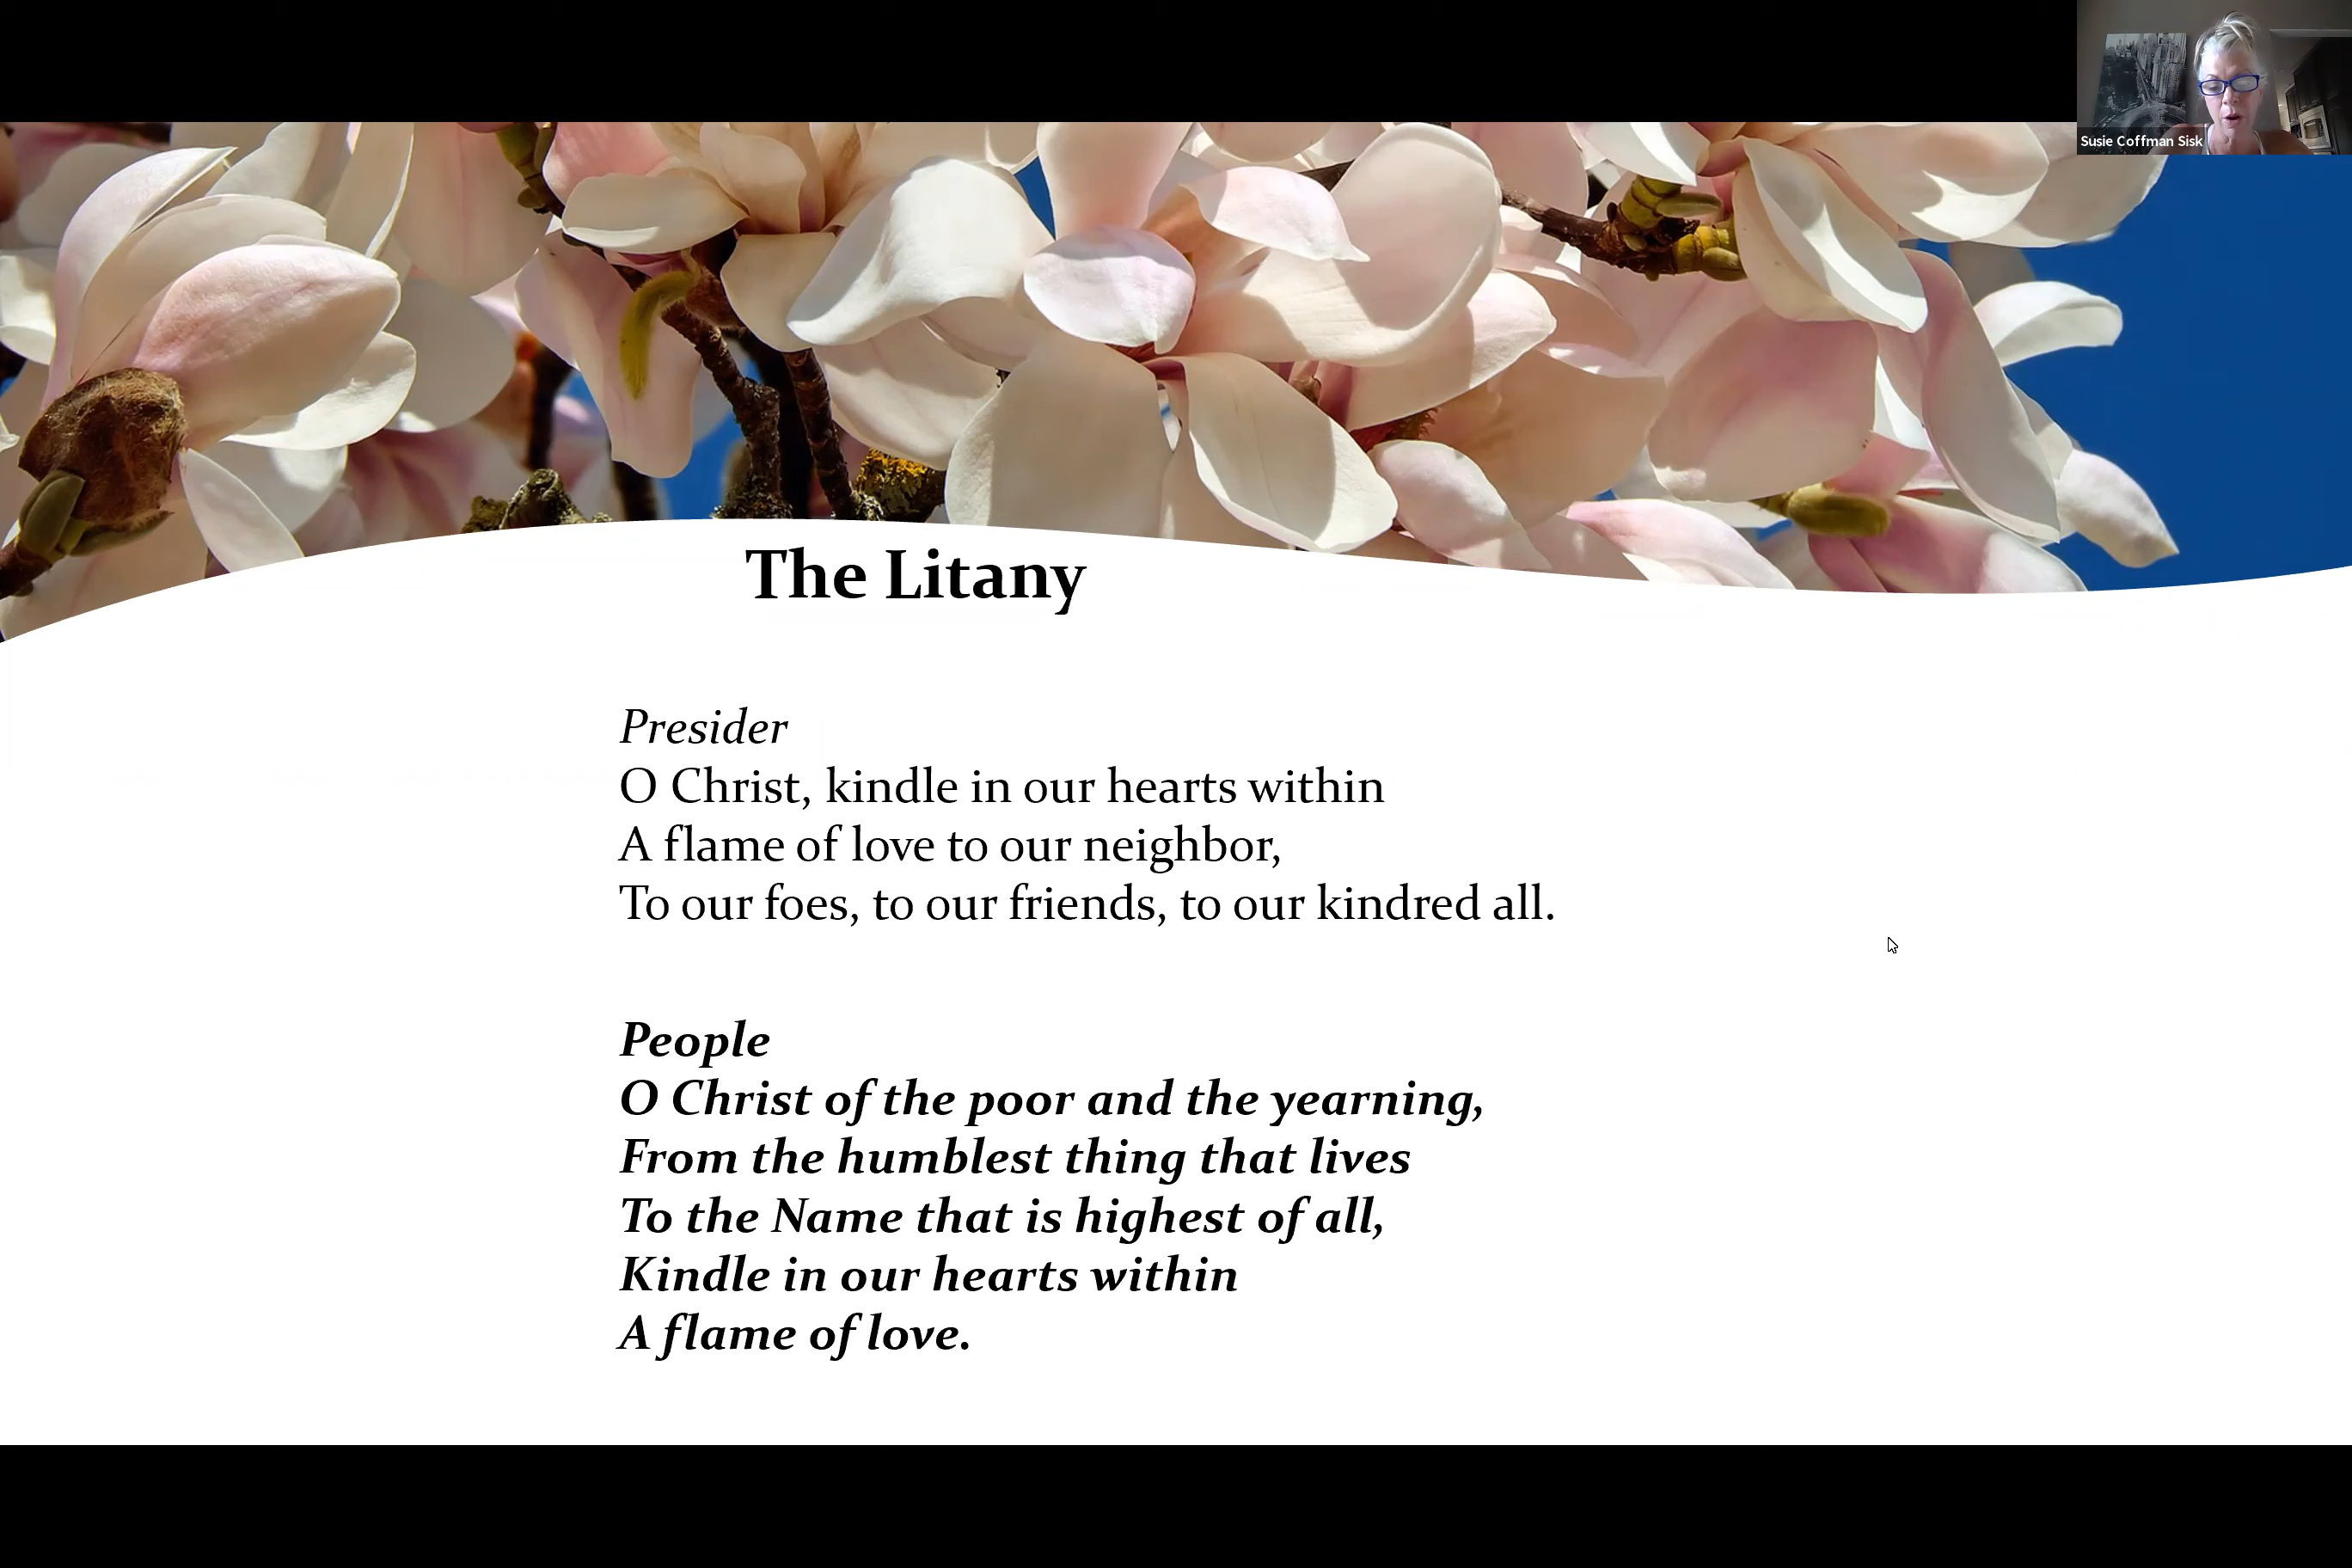 Susie Coffman Sisk
The Litany
Presider
O Christ, kindle in our hearts within
A flame of love to our neighbor,
To our foes, to our friends, to our kindred all.
People
O Christ of the poor and the yearning,
From the humblest thing that lives
To the Name that is highest of all,
Kindle in our hearts within
A flame of love.